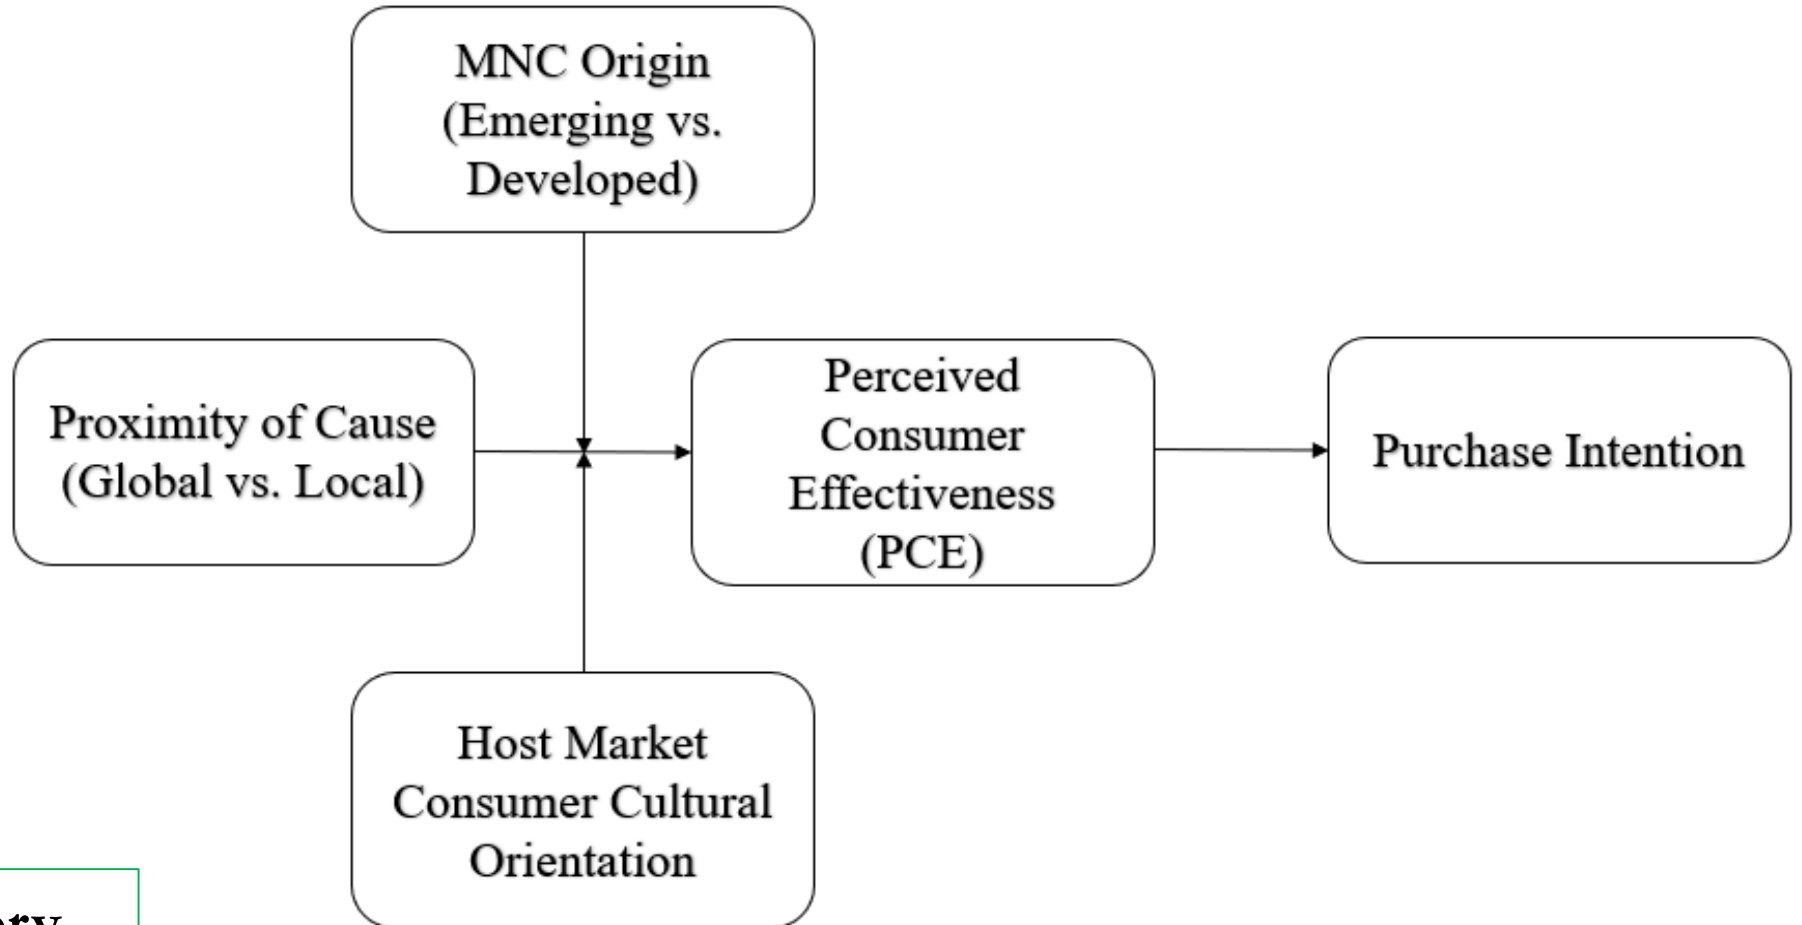 MNC Origin
(Emerging vs.
Developed)
Proximity of Cause
(Global vs. Local)
Perceived
Consumer
Effectiveness
(PCE)
Purchase Intention
Host Market
Consumer Cultural
Orientation